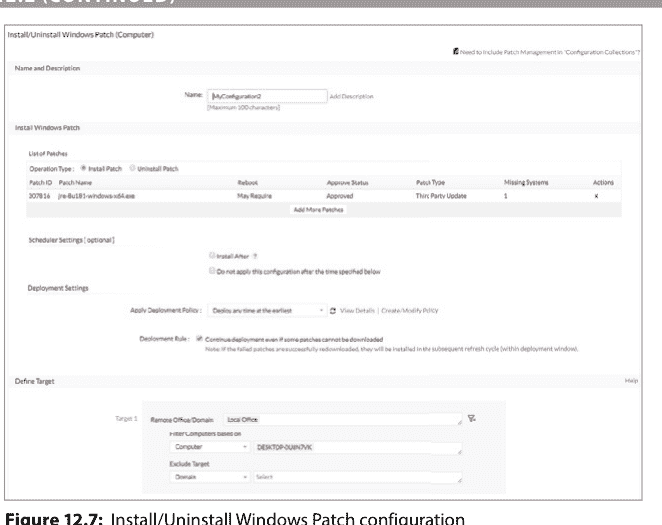 Install/Uninstall Windows Patch (Computer)
Need to Include Patch Management in "Configuration Collections"?
Name and Description
Name: MyConfiguration2 Add Description
[Maximum 100 characters]
Install Windows Patch
List of Patches
Operation Type : Install Patch Uninstall Patch
Patch ID Patch Name Reboot Approve Status Patch Type Missing Systems Actions
307816 jre-8u181-windows-x64.exe May Require Approved Third Party Update 1 x
Add More Patches
Scheduler Settings [optional]
Install After ?
Do not apply this configuration after the time specified below
Deployment Settings
Apply Deployment Policy : Deploy any time at the earliest View Details | Create/Modify Policy
Deployment Rule : Continue deployment even if some patches cannot be downloaded
Note: If the failed patches are successfully redownloaded, they will be installed in the subsequent refresh cycle (within deployment window).
Define Target
Help
Target 1 Remote Office/Domain Local Office
Filter Computers based on
Computer
Exclude Target
Domain Select
Figure 12.7: Install/Uninstall Windows Patch configuration